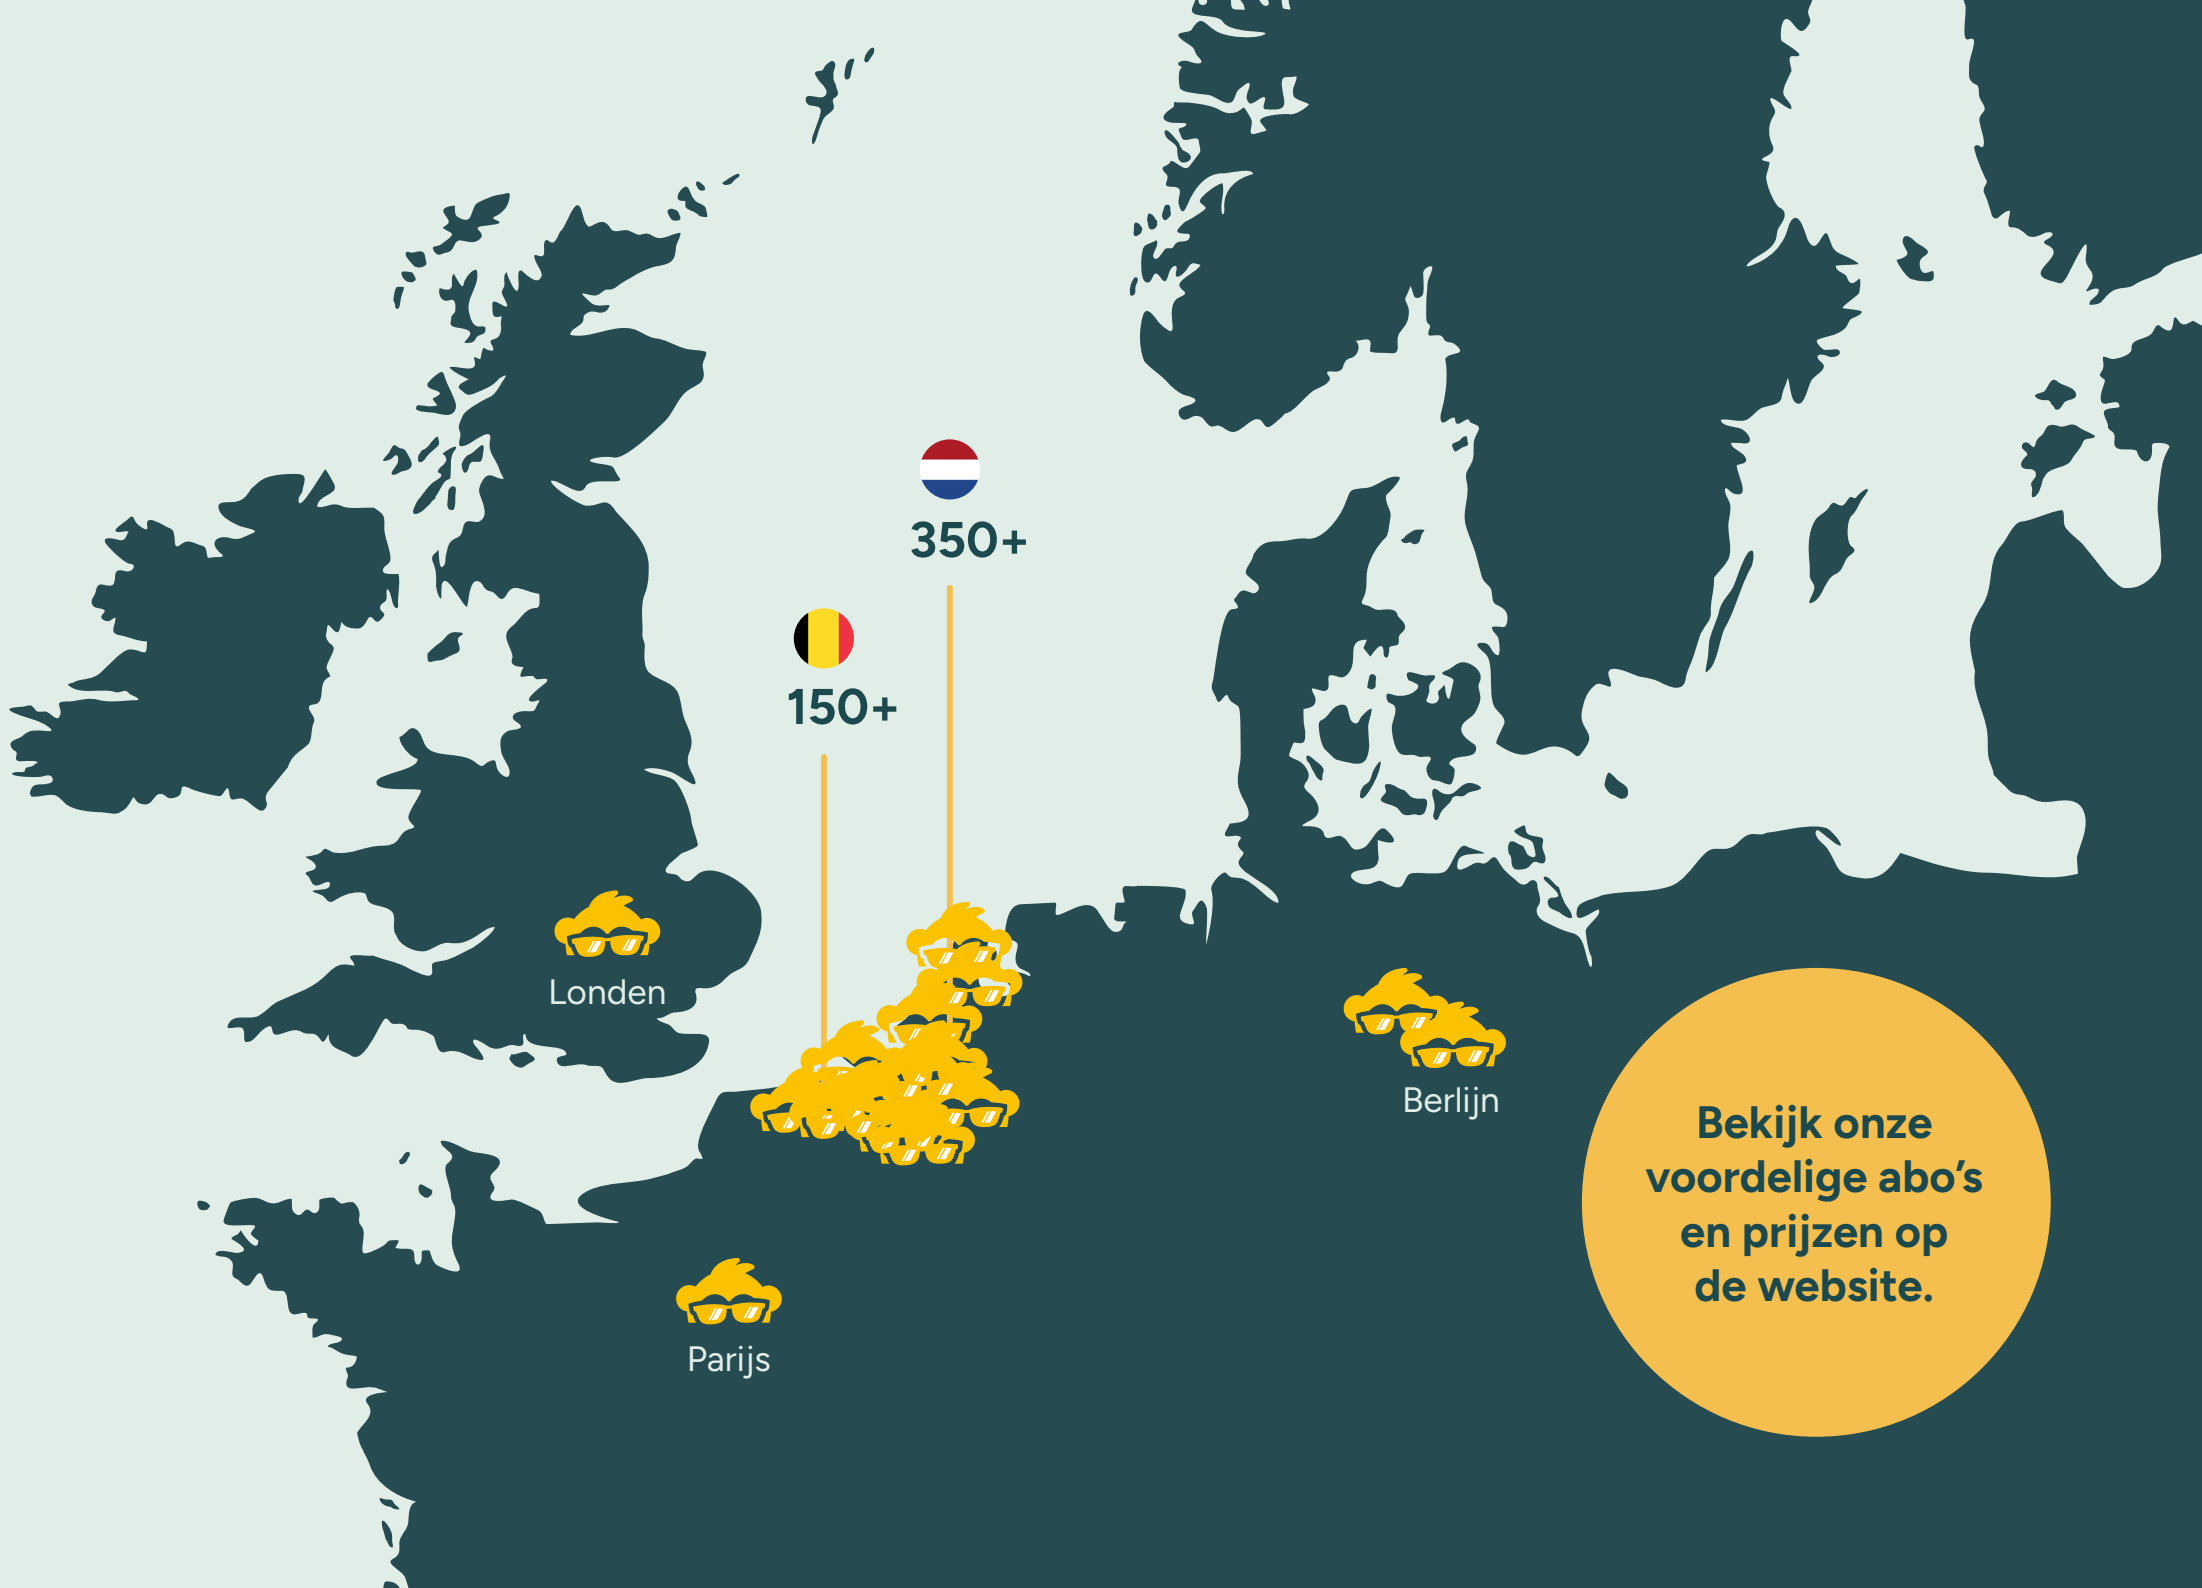 350+
150+
Londen
Berlijn
Parijs
Bekijk onze
voordelige abo’s
en prijzen op
de website.